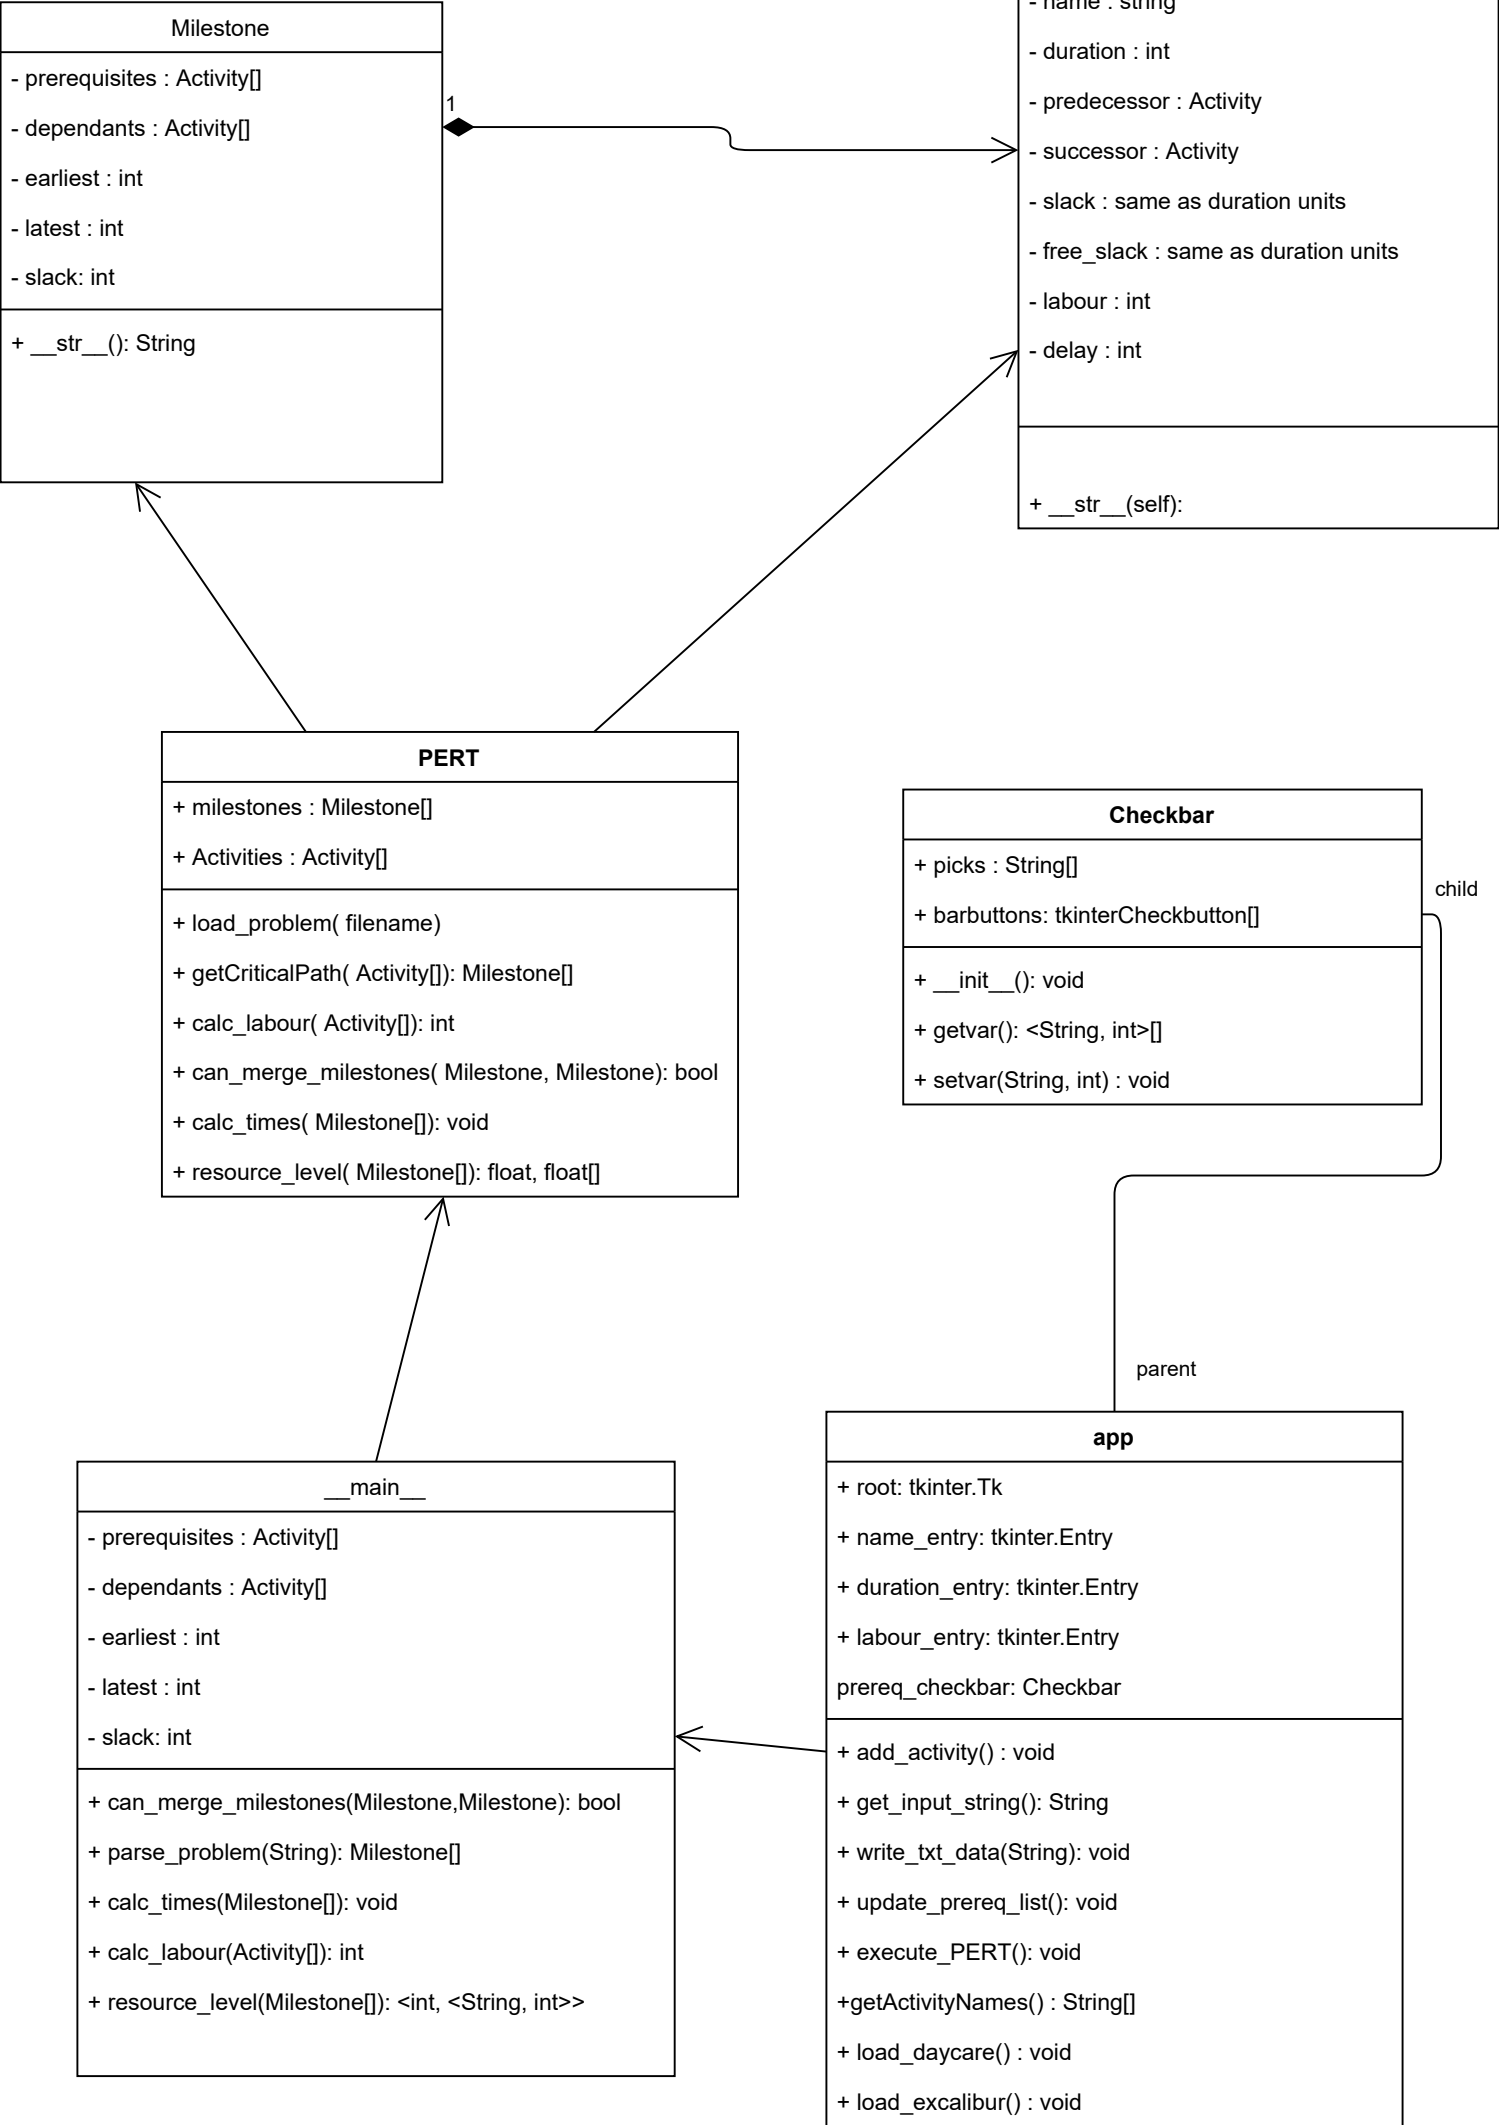 Milestone
- prerequisites : Activity[]
- dependants : Activity[]
- earliest : int
- latest : int
- slack: int
+ __str__(): String
1
- name : string
- duration : int
- predecessor : Activity
- successor : Activity
- slack : same as duration units
- free_slack : same as duration units
- labour : int
- delay : int
+ __str__(self):
PERT
+ milestones : Milestone[]
+ Activities : Activity[]
+ load_problem( filename)
+ getCriticalPath( Activity[]): Milestone[]
+ calc_labour( Activity[]): int
+ can_merge_milestones( Milestone, Milestone): bool
+ calc_times( Milestone[]): void
+ resource_level( Milestone[]): float, float[]
Checkbar
+ picks : String[]
+ barbuttons: tkinterCheckbutton[]
+ __init__(): void
+ getvar(): <String, int>[]
+ setvar(String, int) : void
child
parent
__main__
- prerequisites : Activity[]
- dependants : Activity[]
- earliest : int
- latest : int
- slack: int
+ can_merge_milestones(Milestone,Milestone): bool
+ parse_problem(String): Milestone[]
+ calc_times(Milestone[]): void
+ calc_labour(Activity[]): int
+ resource_level(Milestone[]): <int, <String, int>>
app
+ root: tkinter.Tk
+ name_entry: tkinter.Entry
+ duration_entry: tkinter.Entry
+ labour_entry: tkinter.Entry
prereq_checkbar: Checkbar
+ add_activity() : void
+ get_input_string(): String
+ write_txt_data(String): void
+ update_prereq_list(): void
+ execute_PERT(): void
+getActivityNames() : String[]
+ load_daycare() : void
+ load_excalibur() : void